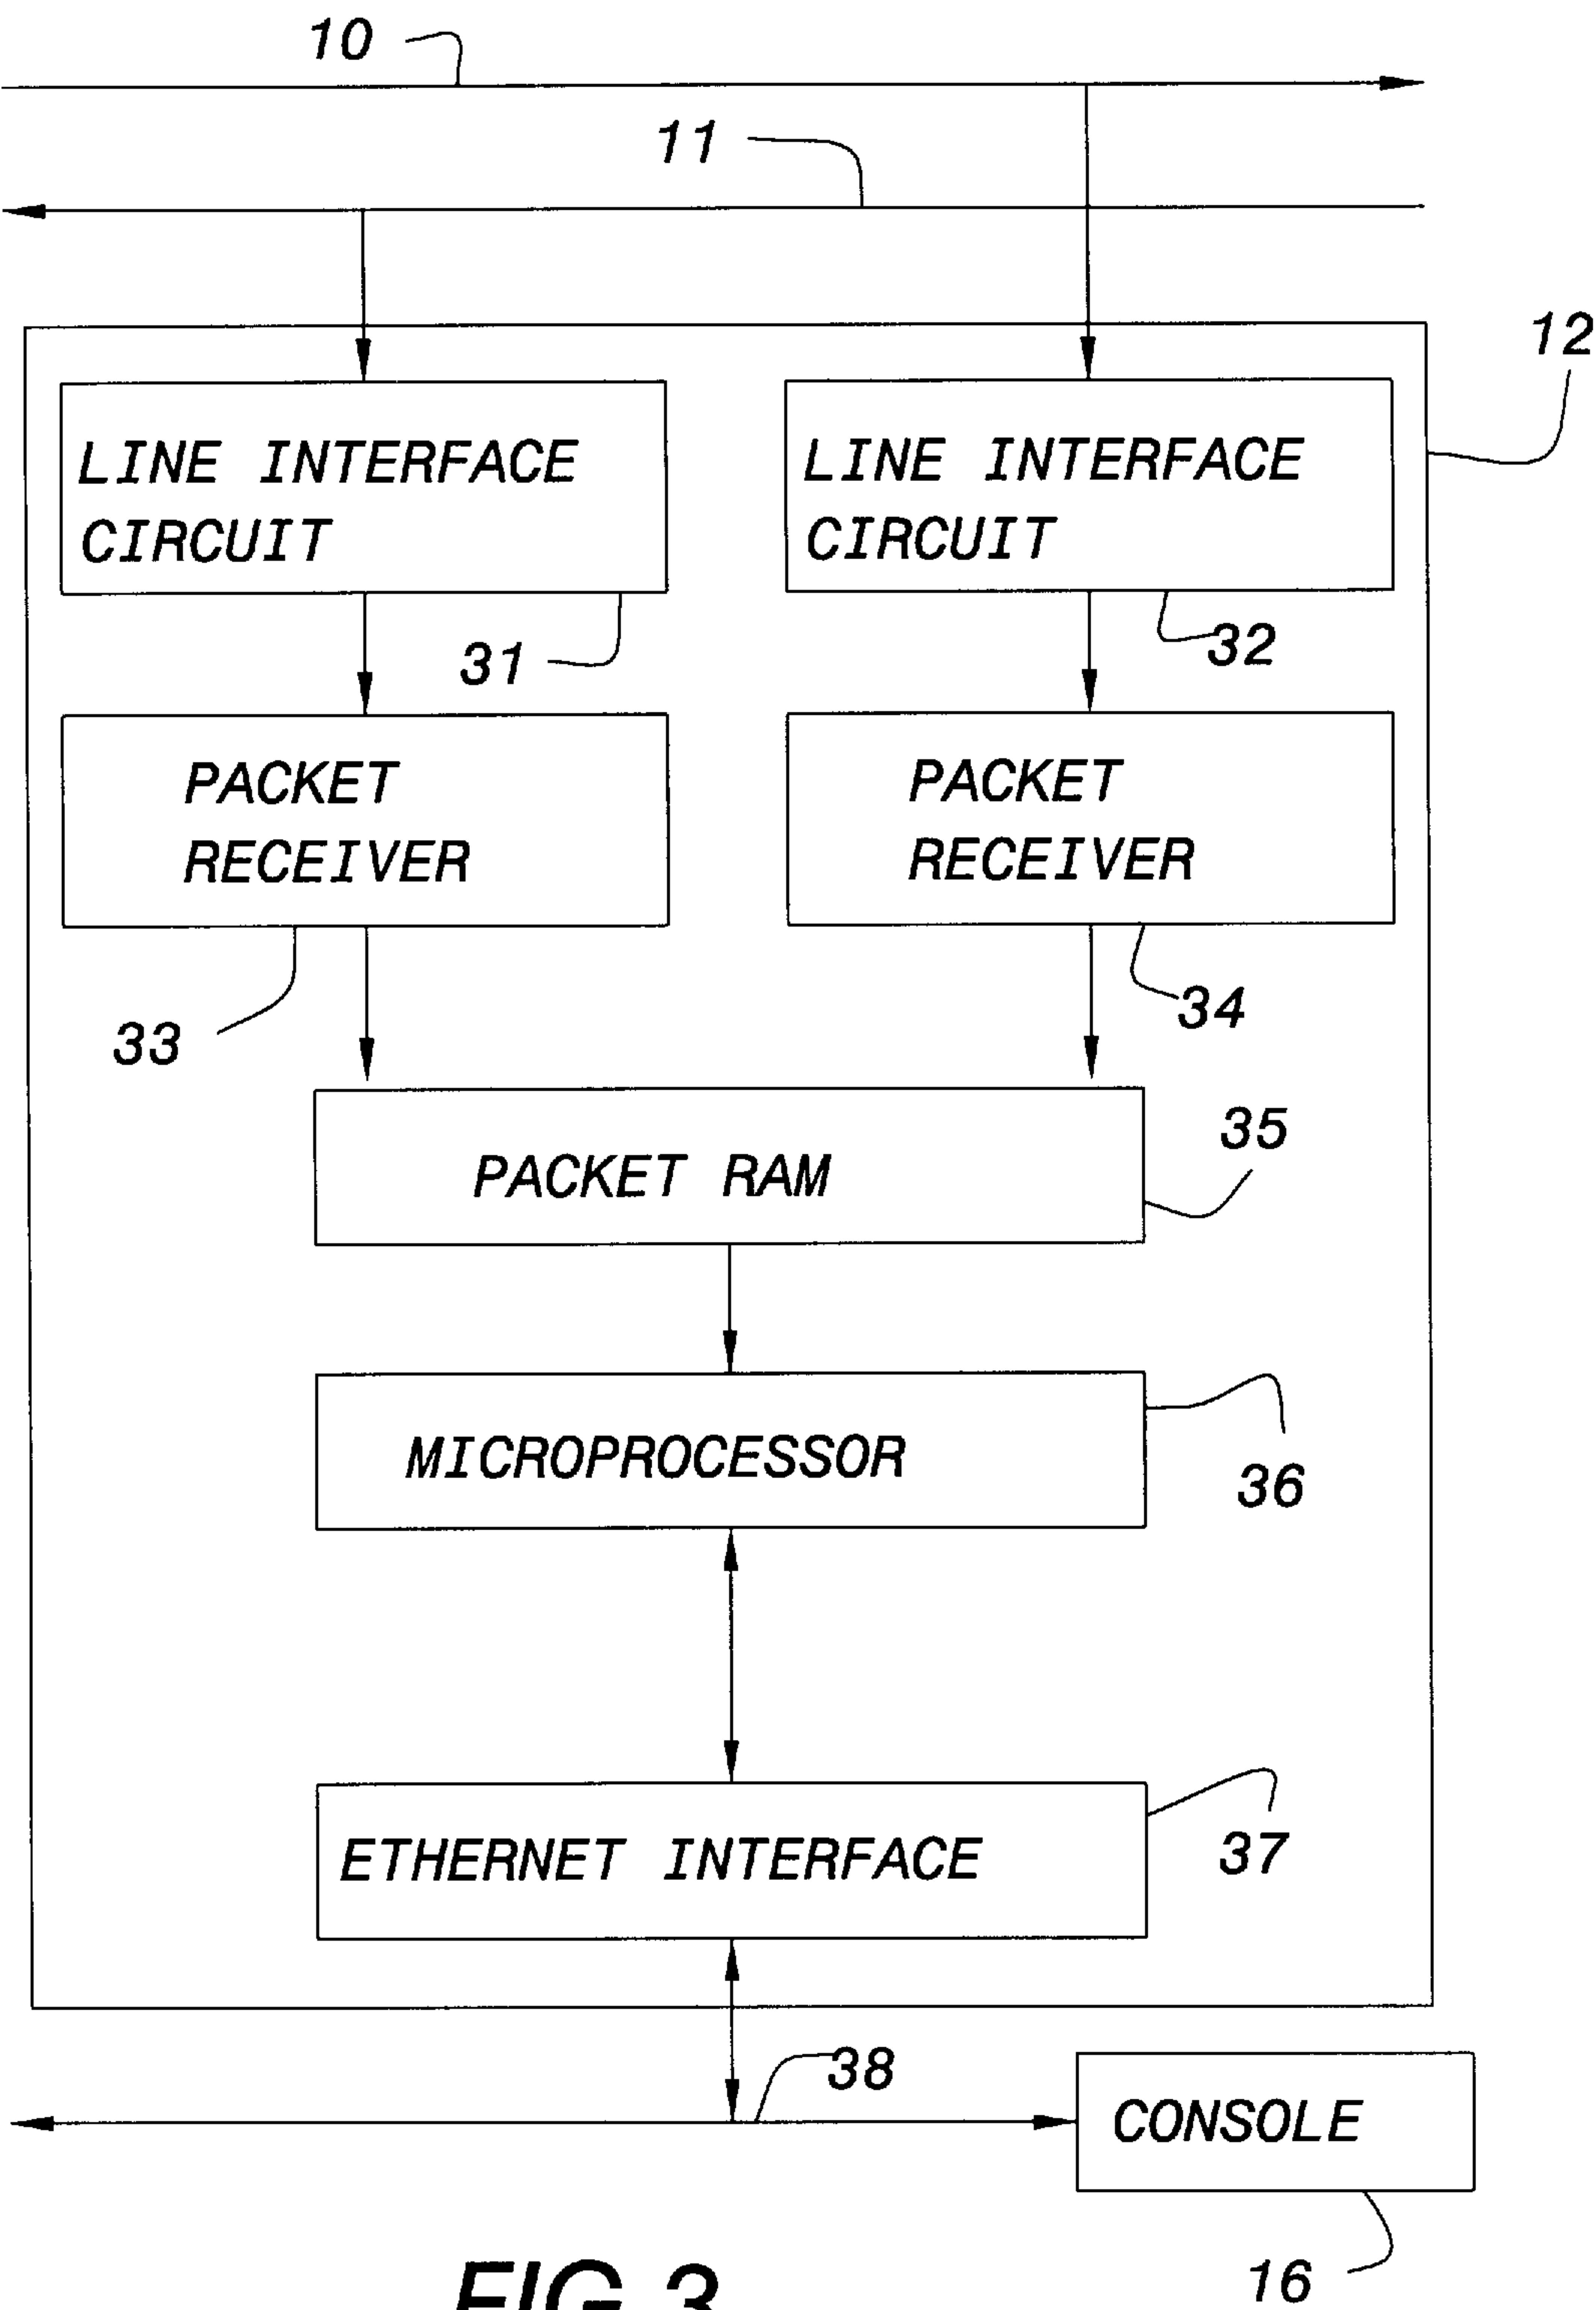 10
11
12
LINE INTERFACE
CIRCUIT
LINE INTERFACE
CIRCUIT
31
32
PACKET
RECEIVER
PACKET
RECEIVER
33
34
PACKET RAM
35
MICROPROCESSOR
36
ETHERNET INTERFACE
37
38
CONSOLE
16
FIG.3